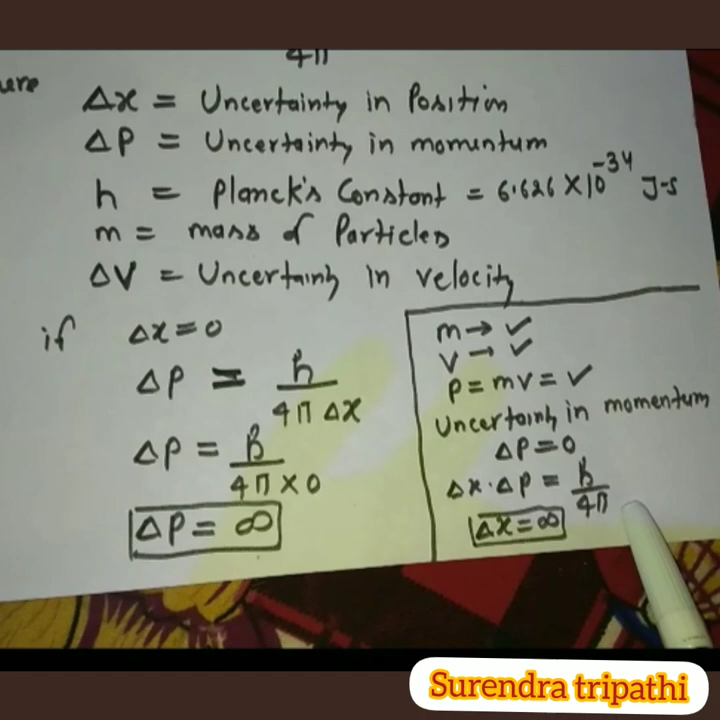 4Π
ere
Δx = Uncertainty in Position
ΔP = Uncertainty in momentum
h = Planck's Constant = 6.626 X 10⁻³⁴ J-s
m = mass of Particles
ΔV = Uncertainty in velocity
if Δx = 0
ΔP = h / 4Π Δx
ΔP = h / 4Π X 0
ΔP = ∞
m → ✓
V → ✓
P = mv = ✓
Uncertainty in momentum
ΔP = 0
Δx · ΔP = h / 4Π
Δx = ∞
Surendra tripathi